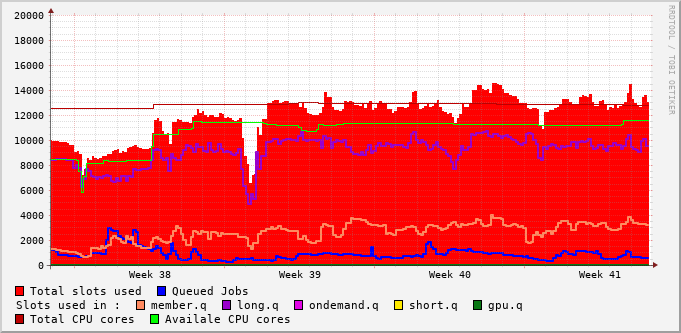 20000
18000
16000
14000
12000
10000
8000
6000
4000
2000
0
Week 38 Week 39 Week 40 Week 41
RRDTOOL / TOBI OETIKER
Total slots used Queued Jobs
Slots used in : member.q long.q ondemand.q short.q gpu.q
Total CPU cores Availale CPU cores